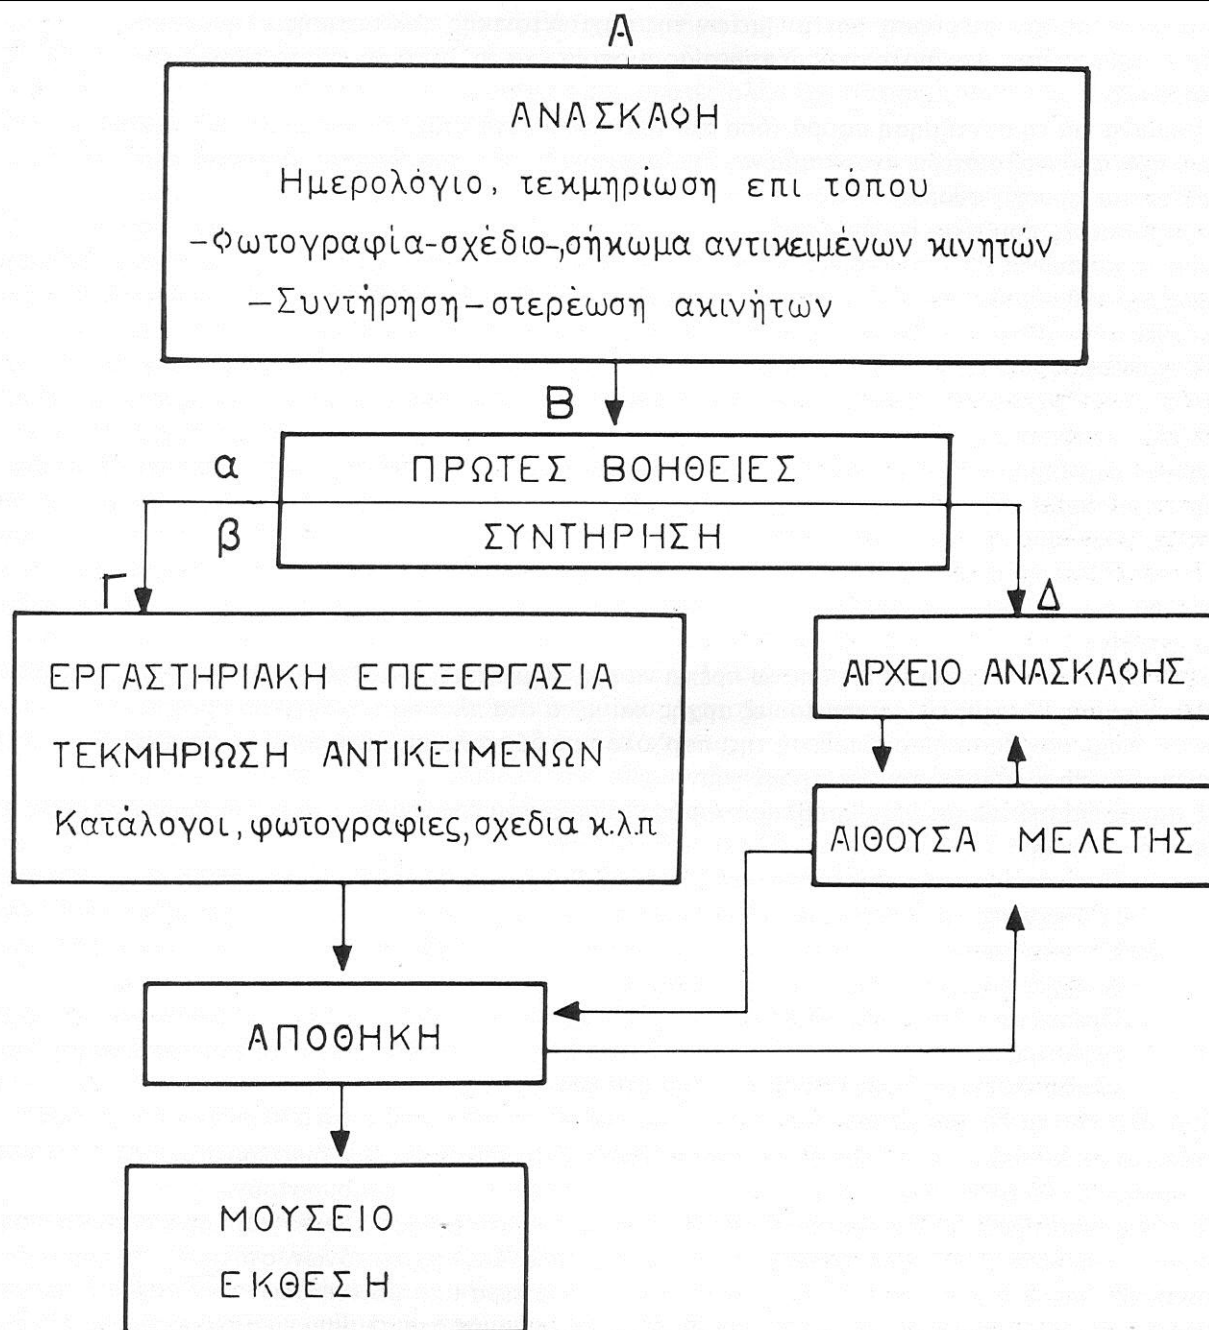 Α
ΑΝΑΣΚΑΦΗ
Ημερολόγιο, τεκμηρίωση επι τόπου
-Φωτογραφία-σχέδιο-,σήκωμα αντικειμένων κινητών
-Συντήρηση-στερέωση ακινήτων
Β
α
ΠΡΩΤΕΣ ΒΟΗΘΕΙΕΣ
β
ΣΥΝΤΗΡΗΣΗ
Γ
Δ
ΕΡΓΑΣΤΗΡΙΑΚΗ ΕΠΕΞΕΡΓΑΣΙΑ
ΤΕΚΜΗΡΙΩΣΗ ΑΝΤΙΚΕΙΜΕΝΩΝ
Κατάλογοι, φωτογραφίες, σχέδια κ.λ.π
ΑΡΧΕΙΟ ΑΝΑΣΚΑΦΗΣ
ΑΙΘΟΥΣΑ ΜΕΛΕΤΗΣ
ΑΠΟΘΗΚΗ
ΜΟΥΣΕΙΟ
ΕΚΘΕΣΗ